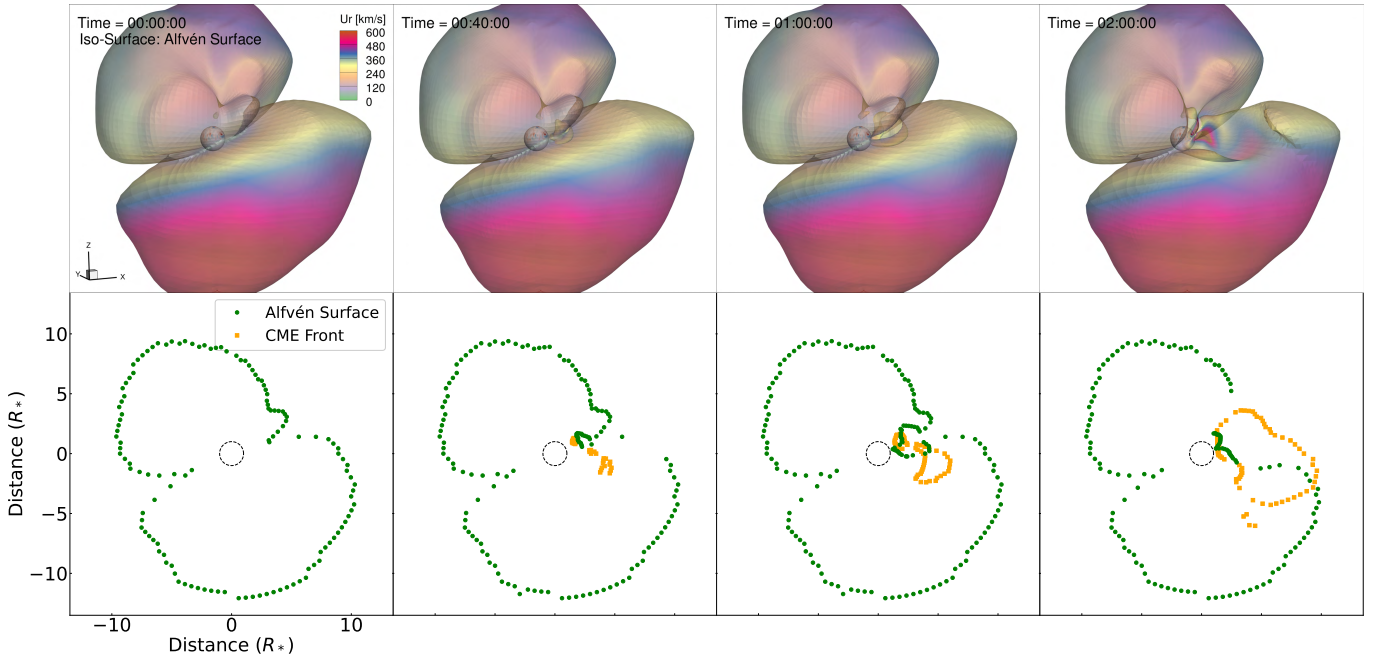 Time = 00:00:00
Iso-Surface: Alfvén Surface
Ur [km/s]
600
480
360
240
120
0
Z
Y
X
Time = 00:40:00
Time = 01:00:00
Time = 02:00:00
Alfvén Surface
CME Front
10
5
0
−5
−10
Distance (R*)
−10
0
10
Distance (R*)